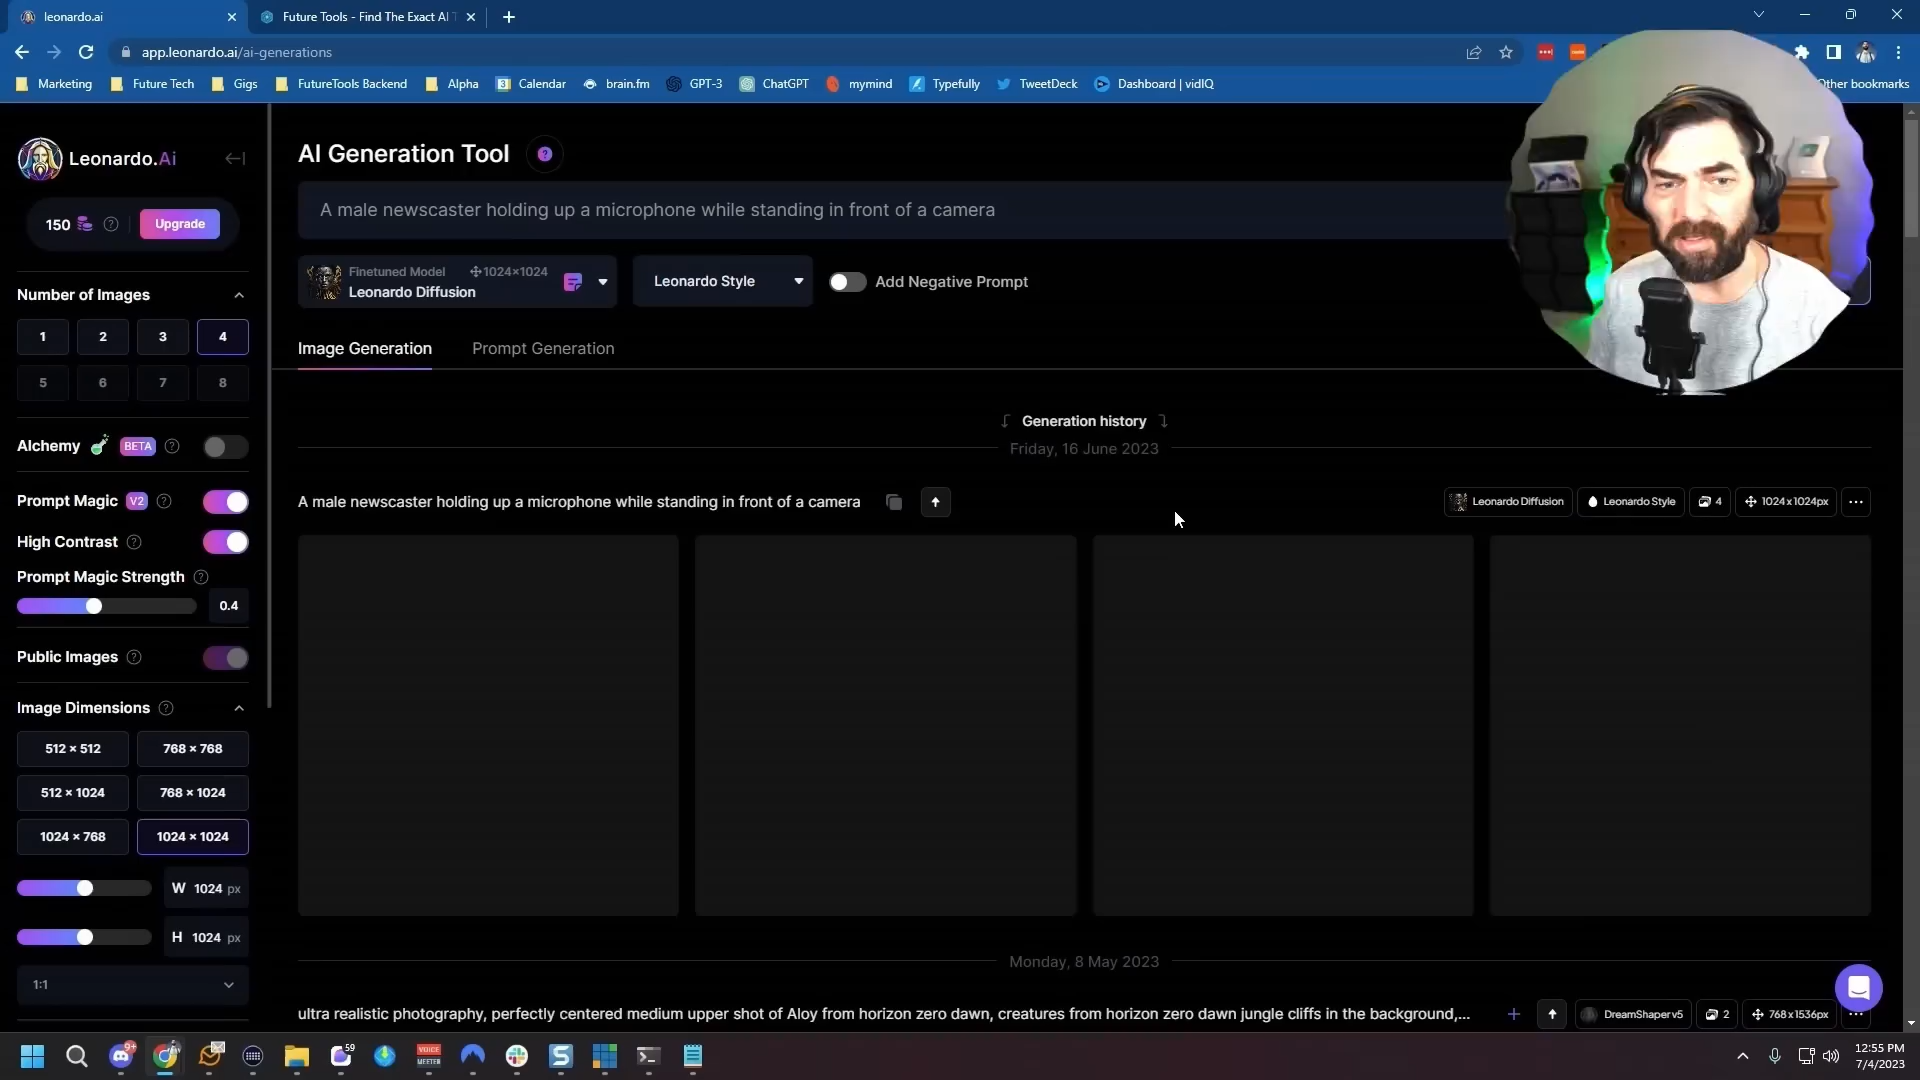 leonardo.ai
Future Tools - Find The Exact AI T
app.leonardo.ai/ai-generations
Marketing
Future Tech
Gigs
FutureTools Backend
Alpha
Calendar
brain.fm
GPT-3
ChatGPT
mymind
Typefully
TweetDeck
Dashboard | vidIQ
Other bookmarks
Leonardo.Ai
150
Upgrade
Number of Images
1 2 3 4
5 6 7 8
Alchemy BETA
Prompt Magic V2
High Contrast
Prompt Magic Strength
0.4
Public Images
Image Dimensions
512 × 512 768 × 768
512 × 1024 768 × 1024
1024 × 768 1024 × 1024
W 1024 px
H 1024 px
1:1
AI Generation Tool
A male newscaster holding up a microphone while standing in front of a camera
Finetuned Model 1024×1024
Leonardo Diffusion
Leonardo Style
Add Negative Prompt
Image Generation Prompt Generation
Generation history
Friday, 16 June 2023
A male newscaster holding up a microphone while standing in front of a camera
Leonardo Diffusion Leonardo Style 4 1024x1024px
Monday, 8 May 2023
ultra realistic photography, perfectly centered medium upper shot of Aloy from horizon zero dawn, creatures from horizon zero dawn jungle cliffs in the background,...
DreamShaper v5 2 768x1536px
9+
59
VOICE
MEETER
12:55 PM
7/4/2023